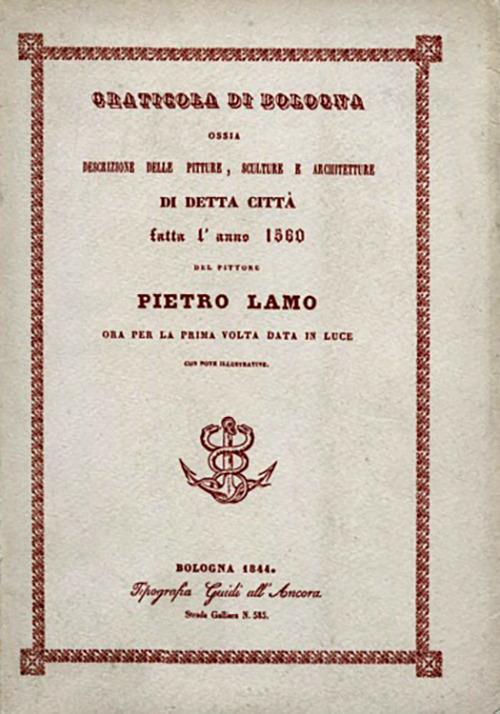 GRATICOLA DI BOLOGNA
OSSIA
DESCRIZIONE DELLE PITTURE, SCULTURE E ARCHITETTURE
DI DETTA CITTÀ
fatta l'anno 1560
DEL PITTORE
PIETRO LAMO
ORA PER LA PRIMA VOLTA DATA IN LUCE
CON NOTE ILLUSTRATIVE.
BOLOGNA 1844.
Tipografia Guidi all'Ancora.
Strada Galliera N. 583.